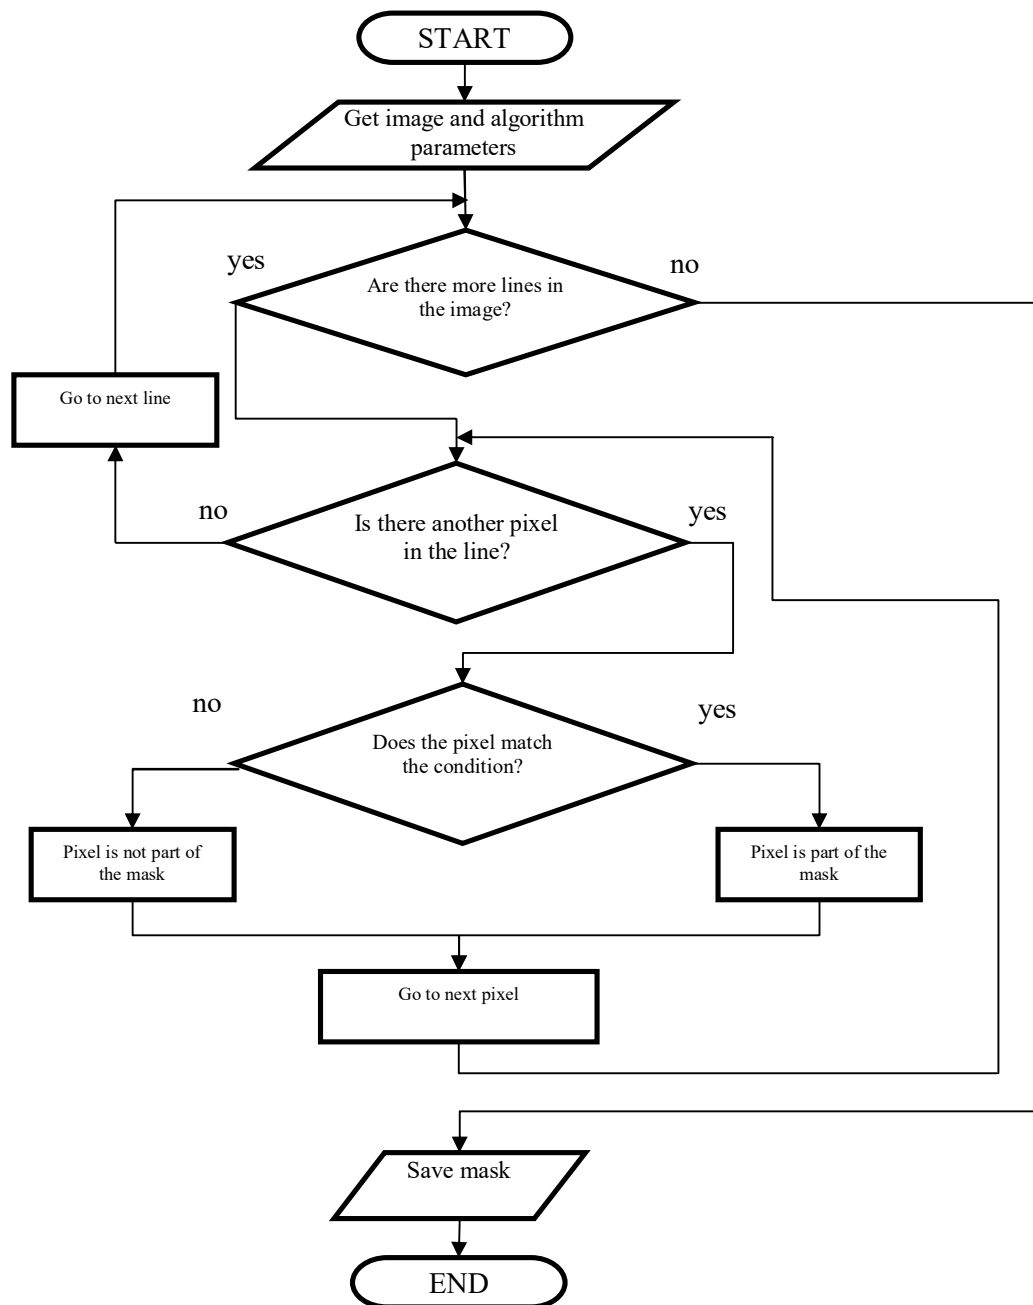 START
Get image and algorithm
parameters
yes
no
Are there more lines in
the image?
Go to next line
no
yes
Is there another pixel
in the line?
no
yes
Does the pixel match
the condition?
Pixel is not part of
the mask
Pixel is part of the
mask
Go to next pixel
Save mask
END